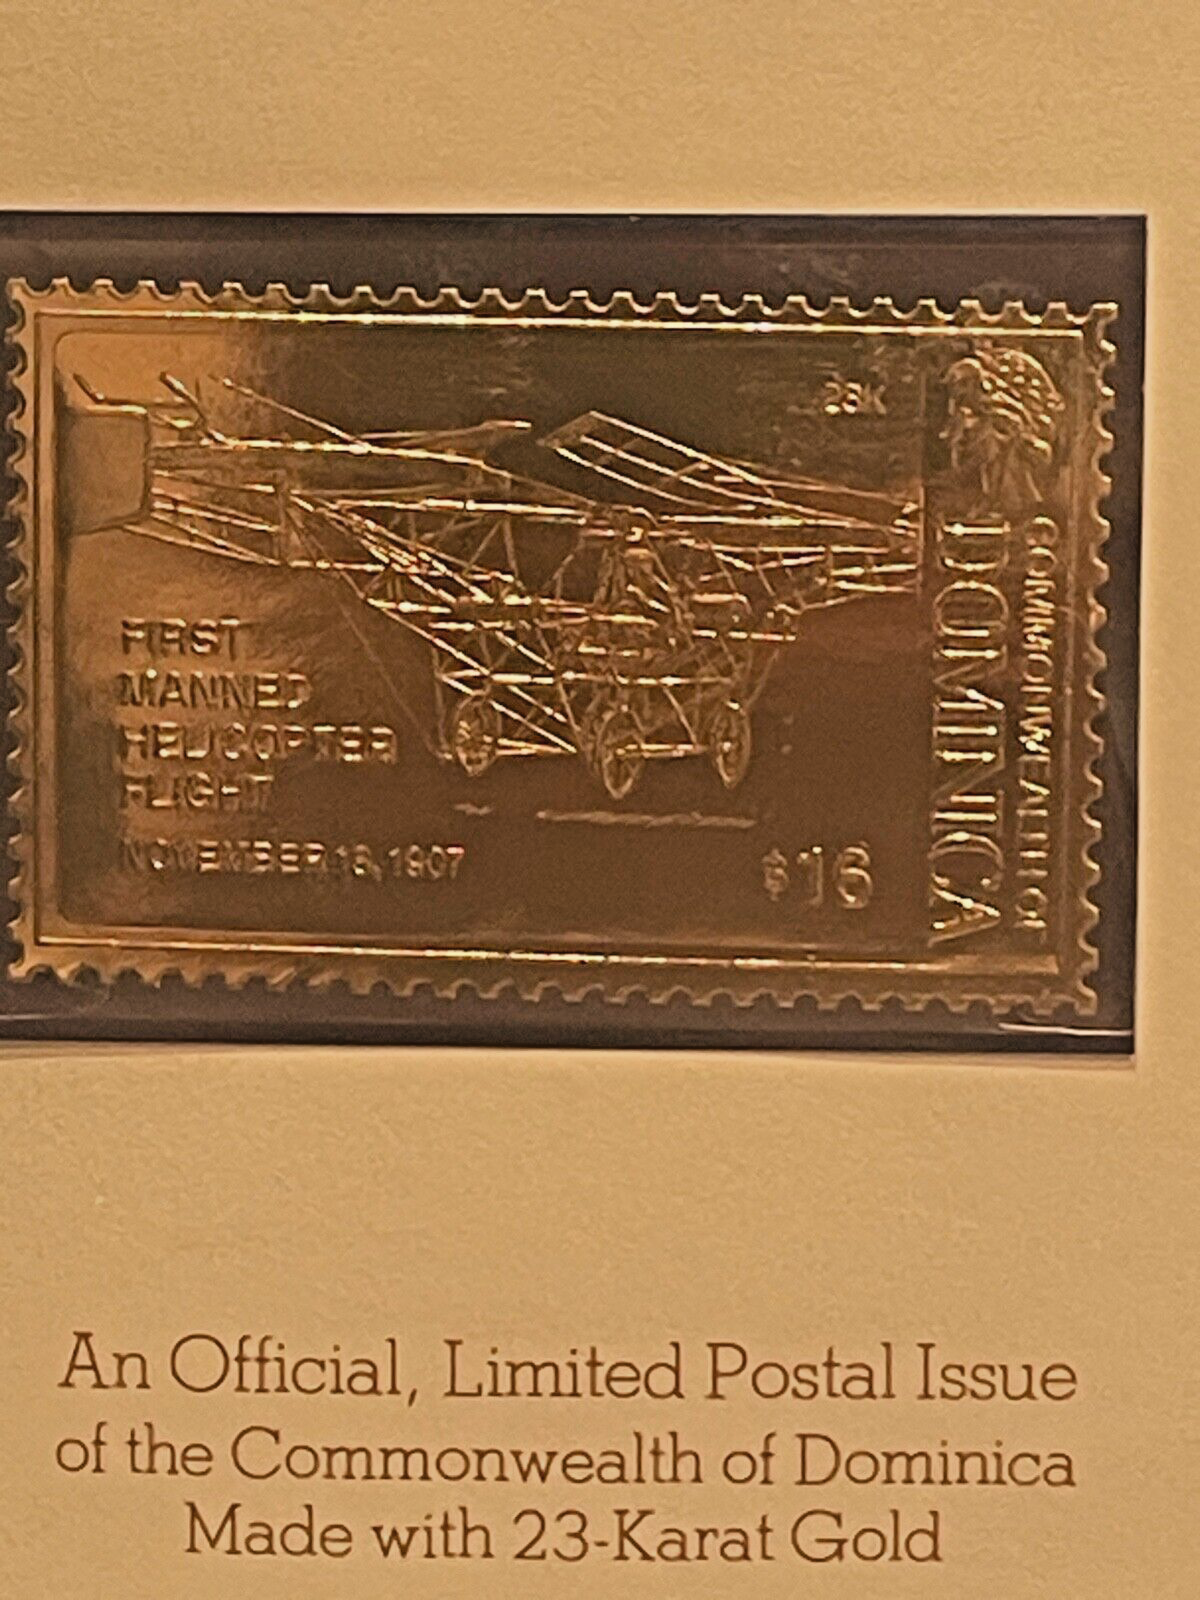 23K
COMMONWEALTH OF
DOMINICA
FIRST
MANNED
HELICOPTER
FLIGHT
NOVEMBER 13, 1907
$16
An Official, Limited Postal Issue
of the Commonwealth of Dominica
Made with 23-Karat Gold